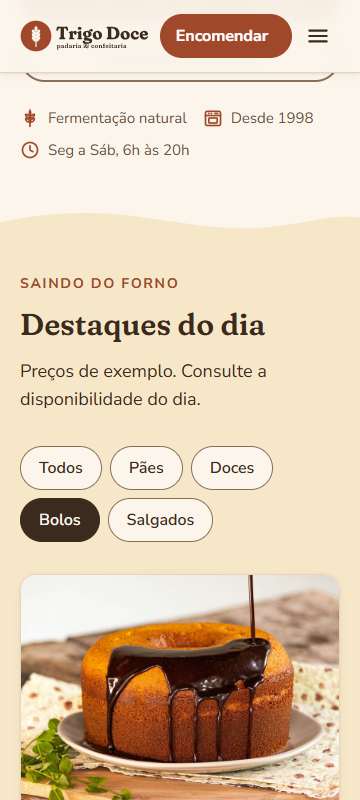 Trigo Doce
padaria & confeitaria
Encomendar
Fermentação natural
Desde 1998
Seg a Sáb, 6h às 20h
SAINDO DO FORNO
Destaques do dia
Preços de exemplo. Consulte a
disponibilidade do dia.
Todos
Pães
Doces
Bolos
Salgados